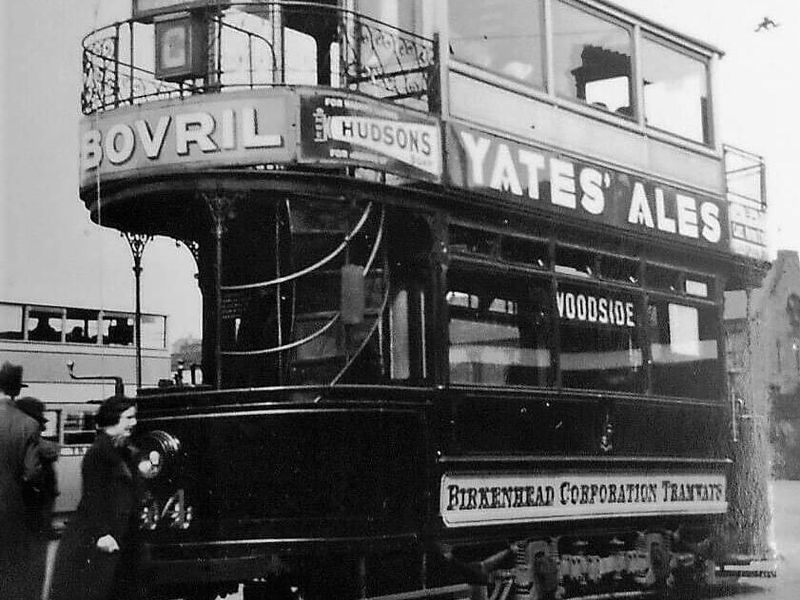 BOVRIL
HUDSONS
YATES' ALES
WOODSIDE
BIRKENHEAD CORPORATION TRAMWAYS